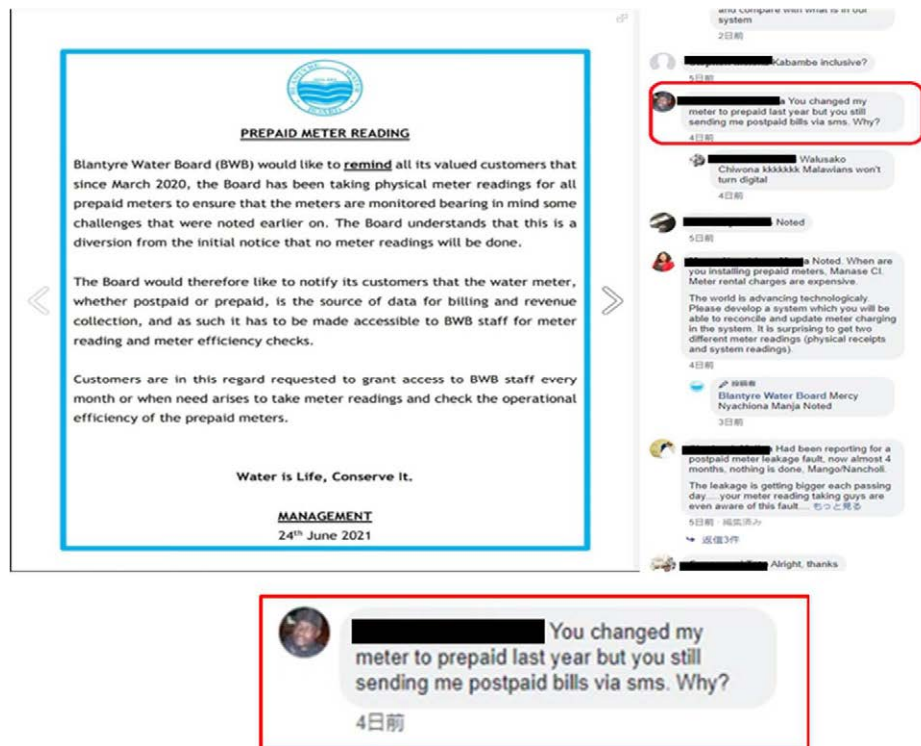 BLANTYRE WATER
BOARD
PREPAID METER READING
Blantyre Water Board (BWB) would like to remind all its valued customers that
since March 2020, the Board has been taking physical meter readings for all
prepaid meters to ensure that the meters are monitored bearing in mind some
challenges that were noted earlier on. The Board understands that this is a
diversion from the initial notice that no meter readings will be done.
The Board would therefore like to notify its customers that the water meter,
whether postpaid or prepaid, is the source of data for billing and revenue
collection, and as such it has to be made accessible to BWB staff for meter
reading and meter efficiency checks.
Customers are in this regard requested to grant access to BWB staff every
month or when need arises to take meter readings and check the operational
efficiency of the prepaid meters.
Water is Life, Conserve It.
MANAGEMENT
24th June 2021
and compare with what is in our
system
2日前
Kabambe inclusive?
5日前
a You changed my
meter to prepaid last year but you still
sending me postpaid bills via sms. Why?
4日前
Walusako
Chiwona kkkkkkk Malawians won't
turn digital
4日前
Noted
5日前
a Noted. When are
you installing prepaid meters, Manase CI.
Meter rental charges are expensive.
The world is advancing technologicaly.
Please develop a system which you will be
able to reconcile and update meter charging
in the system. It is surprising to get two
different meter readings (physical receipts
and system readings)
4日前
投稿者
Blantyre Water Board Mercy
Nyachiona Manja Noted
3日前
Had been reporting for a
postpaid meter leakage fault, now almost 4
months, nothing is done, Mango/Nancholi.
The leakage is getting bigger each passing
day.....your meter reading taking guys are
even aware of this fault.... もっと見る
5日前 · 編集済み
返信3件
Alright, thanks
You changed my
meter to prepaid last year but you still
sending me postpaid bills via sms. Why?
4日前